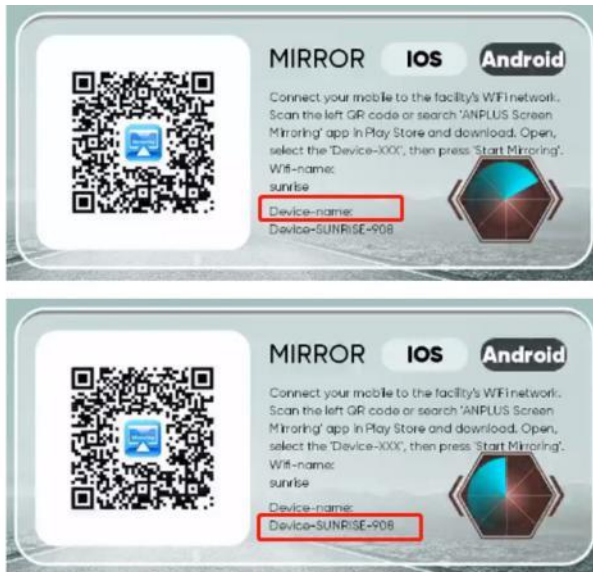 MIRROR IOS Android
Connect your mobile to the facility's WiFi network.
Scan the left QR code or search 'ANPLUS Screen
Mirroring' app in Play Store and download. Open,
select the 'Device-XXX', then press 'Start Mirroring'.
Wifi-name:
sunrise
Device-name:
Device-SUNRISE-908
MIRROR IOS Android
Connect your mobile to the facility's WiFi network.
Scan the left QR code or search 'ANPLUS Screen
Mirroring' app in Play Store and download. Open,
select the 'Device-XXX', then press 'Start Mirroring'.
Wifi-name:
sunrise
Device-name:
Device-SUNRISE-908